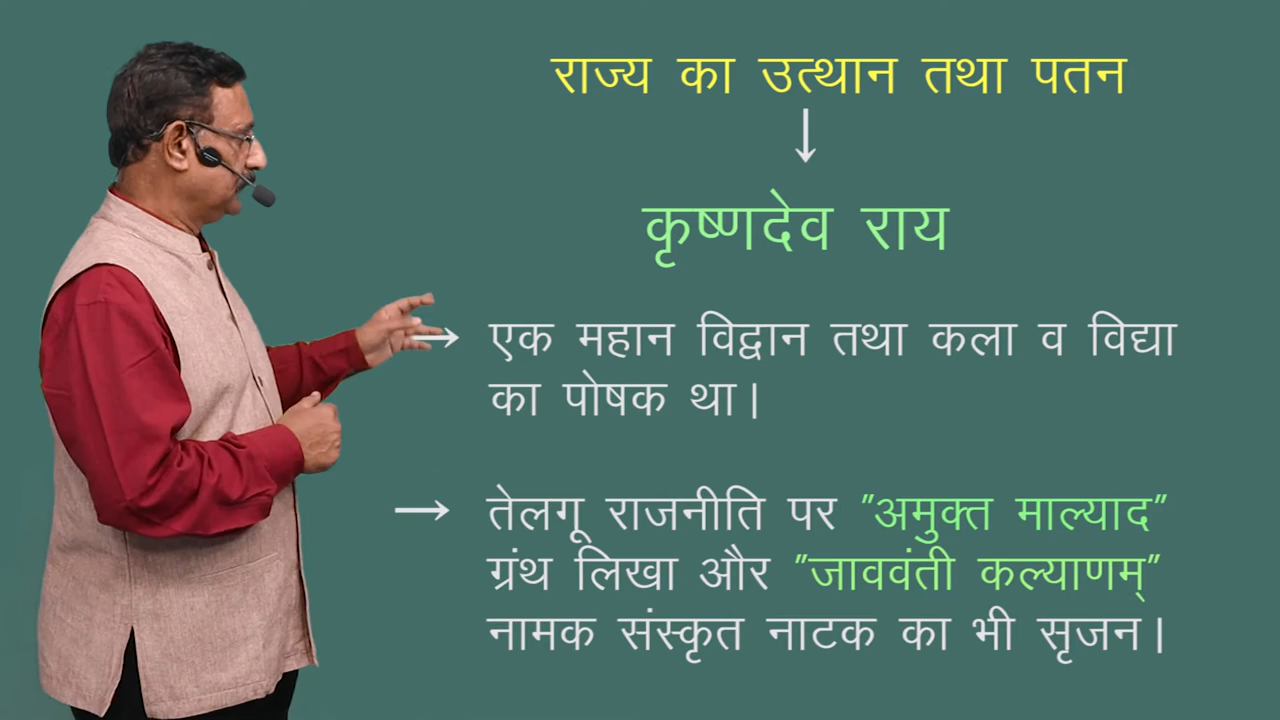 राज्य का उत्थान तथा पतन
↓
कृष्णदेव राय
→ एक महान विद्वान तथा कला व विद्या
का पोषक था।
→ तेलगू राजनीति पर "अमुक्त माल्याद"
ग्रंथ लिखा और "जाववंती कल्याणम्"
नामक संस्कृत नाटक का भी सृजन।